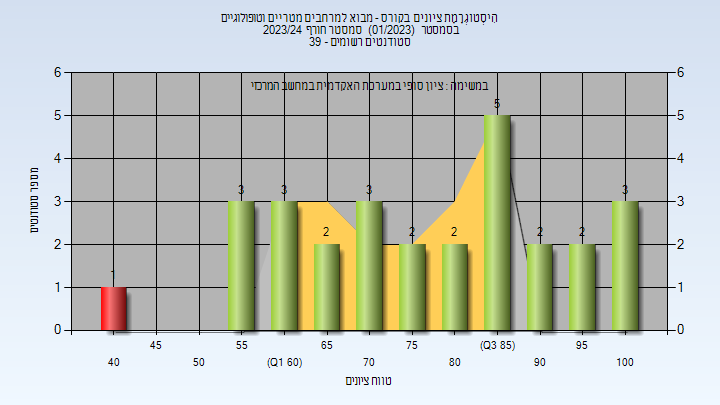 היסטוגרמת ציונים בקורס - מבוא למרחבים מטריים וטופולוגיים
בסמסטר (01/2023) סמסטר חורף 2023/24
סטודנטים רשומים - 39
במשימה : ציון סופי במערכת האקדמית במחשב המרכזי
מספר סטודנטים
6 6
5 5
4 4
3 3
2 2
1 1
0 0
1 3 3 2 3 2 2 5 2 2 3
45 55 65 75 (Q3 85) 95
40 50 (Q1 60) 70 80 90 100
טווח ציונים